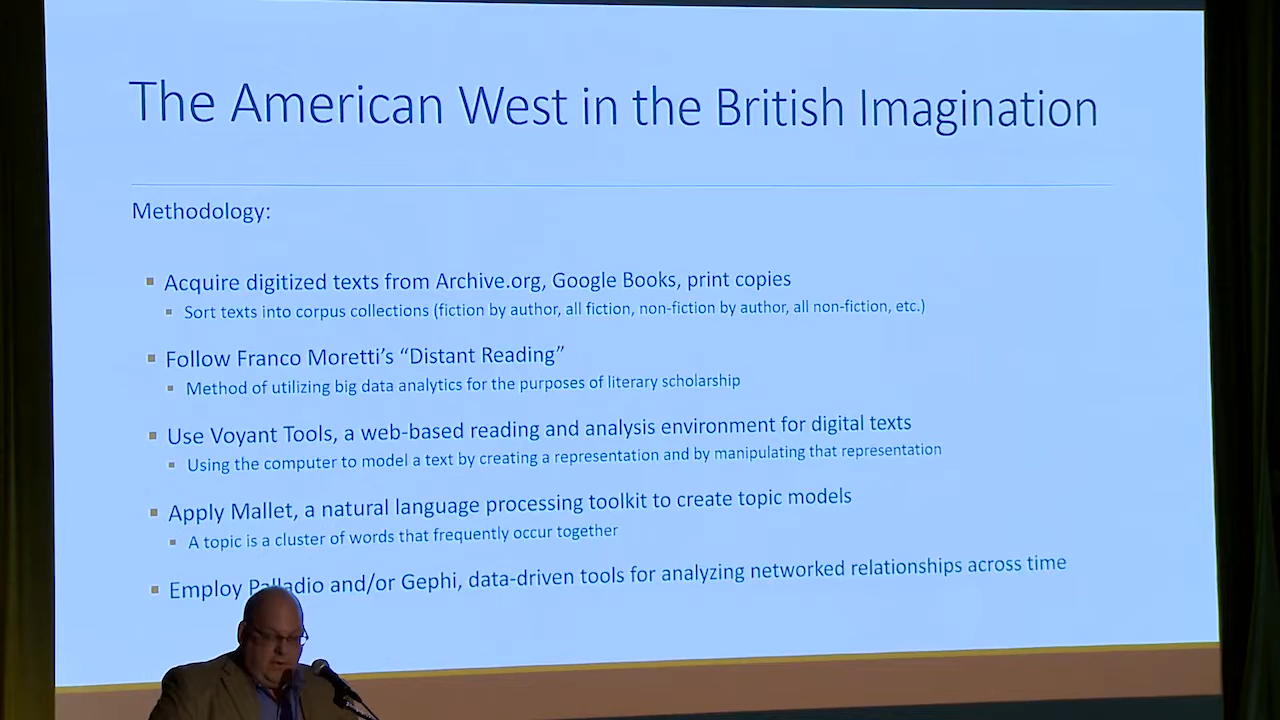 The American West in the British Imagination
Methodology:
Acquire digitized texts from Archive.org, Google Books, print copies
Sort texts into corpus collections (fiction by author, all fiction, non-fiction by author, all non-fiction, etc.)
Follow Franco Moretti's “Distant Reading”
Method of utilizing big data analytics for the purposes of literary scholarship
Use Voyant Tools, a web-based reading and analysis environment for digital texts
Using the computer to model a text by creating a representation and by manipulating that representation
Apply Mallet, a natural language processing toolkit to create topic models
A topic is a cluster of words that frequently occur together
Employ Palladio and/or Gephi, data-driven tools for analyzing networked relationships across time